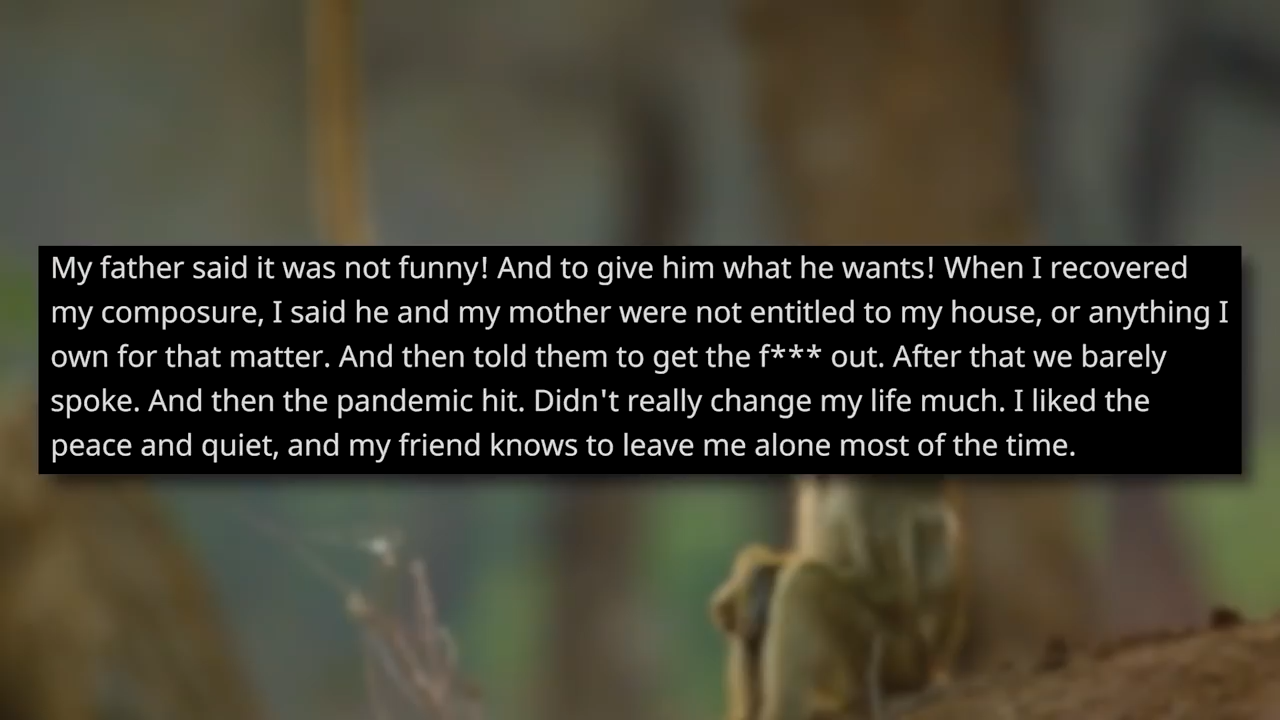 My father said it was not funny! And to give him what he wants! When I recovered
my composure, I said he and my mother were not entitled to my house, or anything I
own for that matter. And then told them to get the f*** out. After that we barely
spoke. And then the pandemic hit. Didn't really change my life much. I liked the
peace and quiet, and my friend knows to leave me alone most of the time.